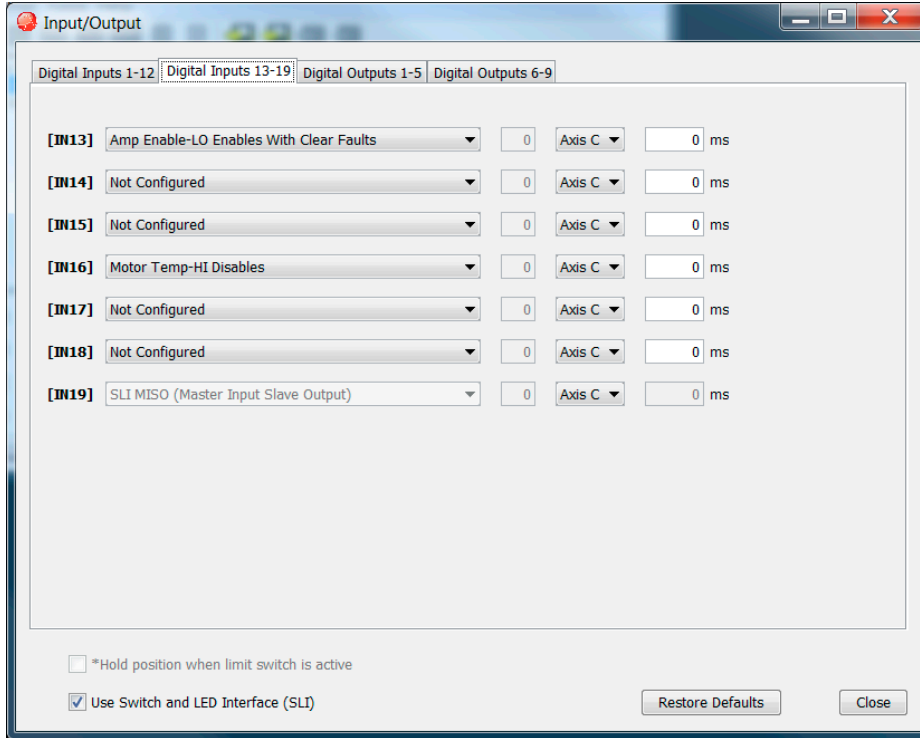 Input/Output
Digital Inputs 1-12 Digital Inputs 13-19 Digital Outputs 1-5 Digital Outputs 6-9
[IN13] Amp Enable-LO Enables With Clear Faults 0 Axis C 0 ms
[IN14] Not Configured 0 Axis C 0 ms
[IN15] Not Configured 0 Axis C 0 ms
[IN16] Motor Temp-HI Disables 0 Axis C 0 ms
[IN17] Not Configured 0 Axis C 0 ms
[IN18] Not Configured 0 Axis C 0 ms
[IN19] SLI MISO (Master Input Slave Output) 0 Axis C 0 ms
*Hold position when limit switch is active
Use Switch and LED Interface (SLI) Restore Defaults Close